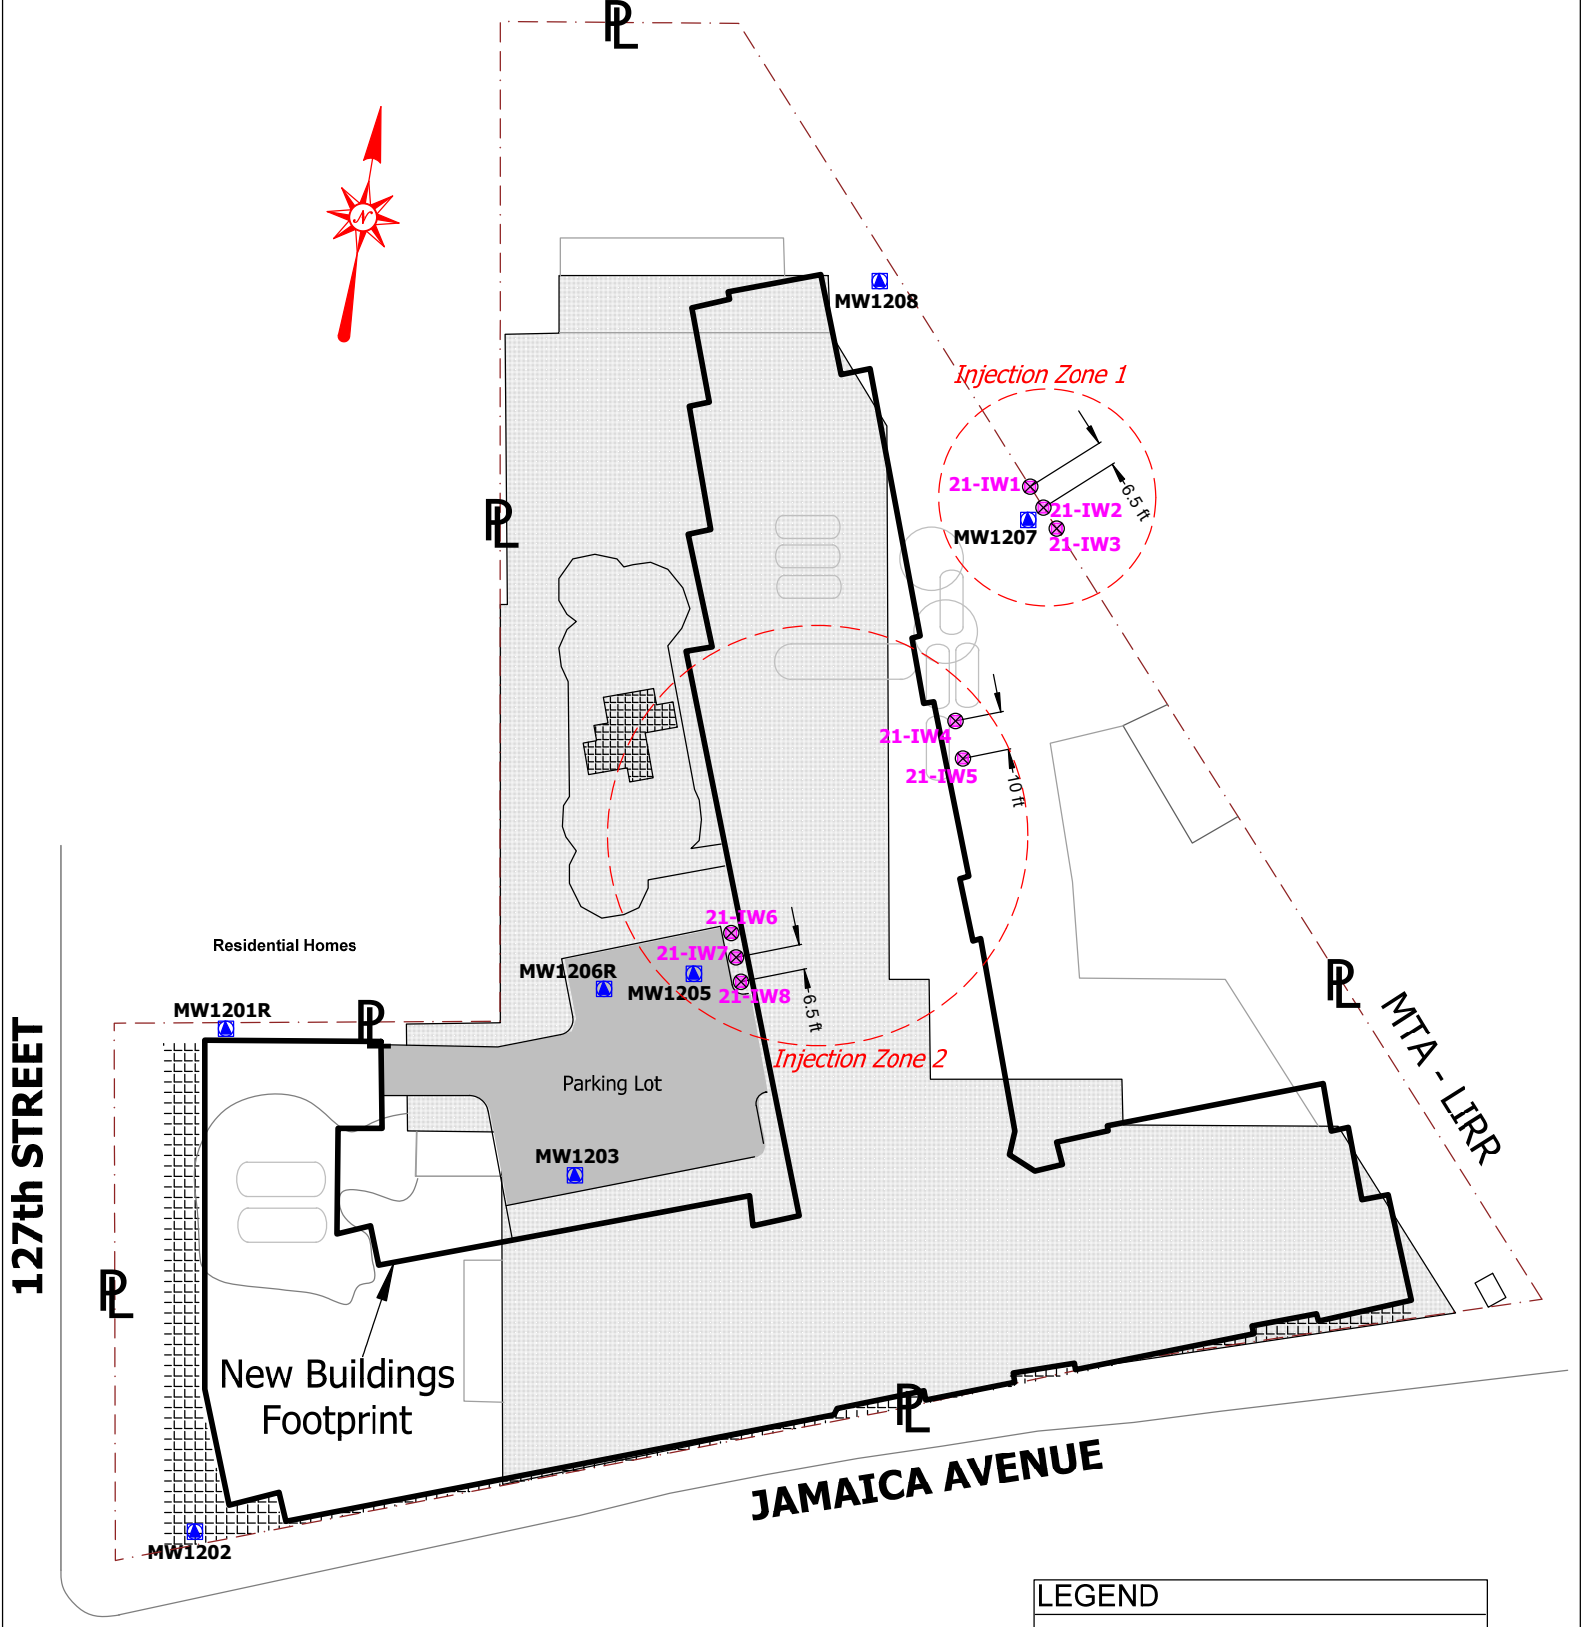 PL
N
MW1208
Injection Zone 1
21-IW1
6.5 ft
21-IW2
MW1207
21-IW3
PL
21-IW4
21-IW5
10 ft
21-IW6
Residential Homes
21-IW7
MW1206R
MW1205
21-IW8
6.5 ft
PL
MW1201R
PL
MTA - LIRR
Injection Zone 2
Parking Lot
127th STREET
MW1203
PL
New Buildings
Footprint
PL
JAMAICA AVENUE
MW1202
LEGEND